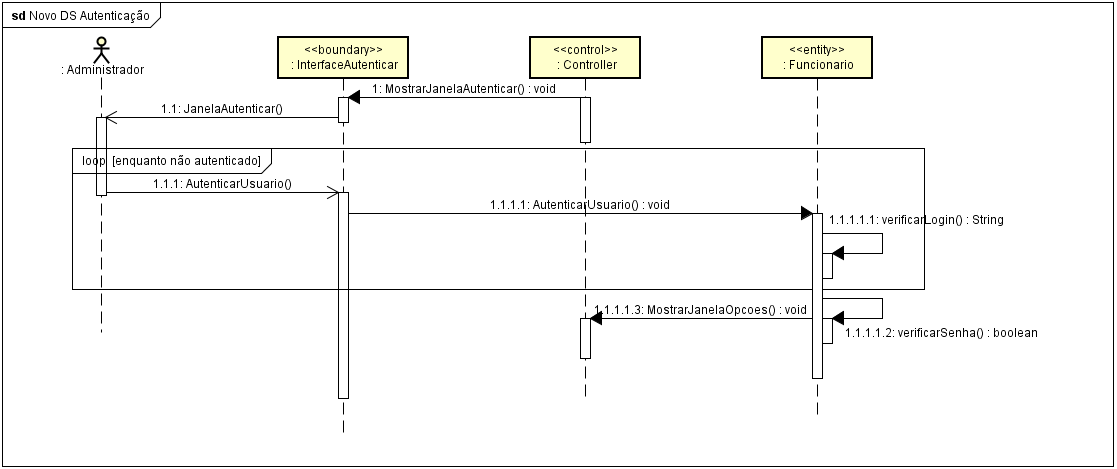 sd Novo DS Autenticação
: Administrador
<<boundary>>
: InterfaceAutenticar
<<control>>
: Controller
<<entity>>
: Funcionario
1: MostrarJanelaAutenticar() : void
1.1: JanelaAutenticar()
loop [enquanto não autenticado]
1.1.1: AutenticarUsuario()
1.1.1.1: AutenticarUsuario() : void
1.1.1.1.1: verificarLogin() : String
1.1.1.1.3: MostrarJanelaOpcoes() : void
1.1.1.1.2: verificarSenha() : boolean